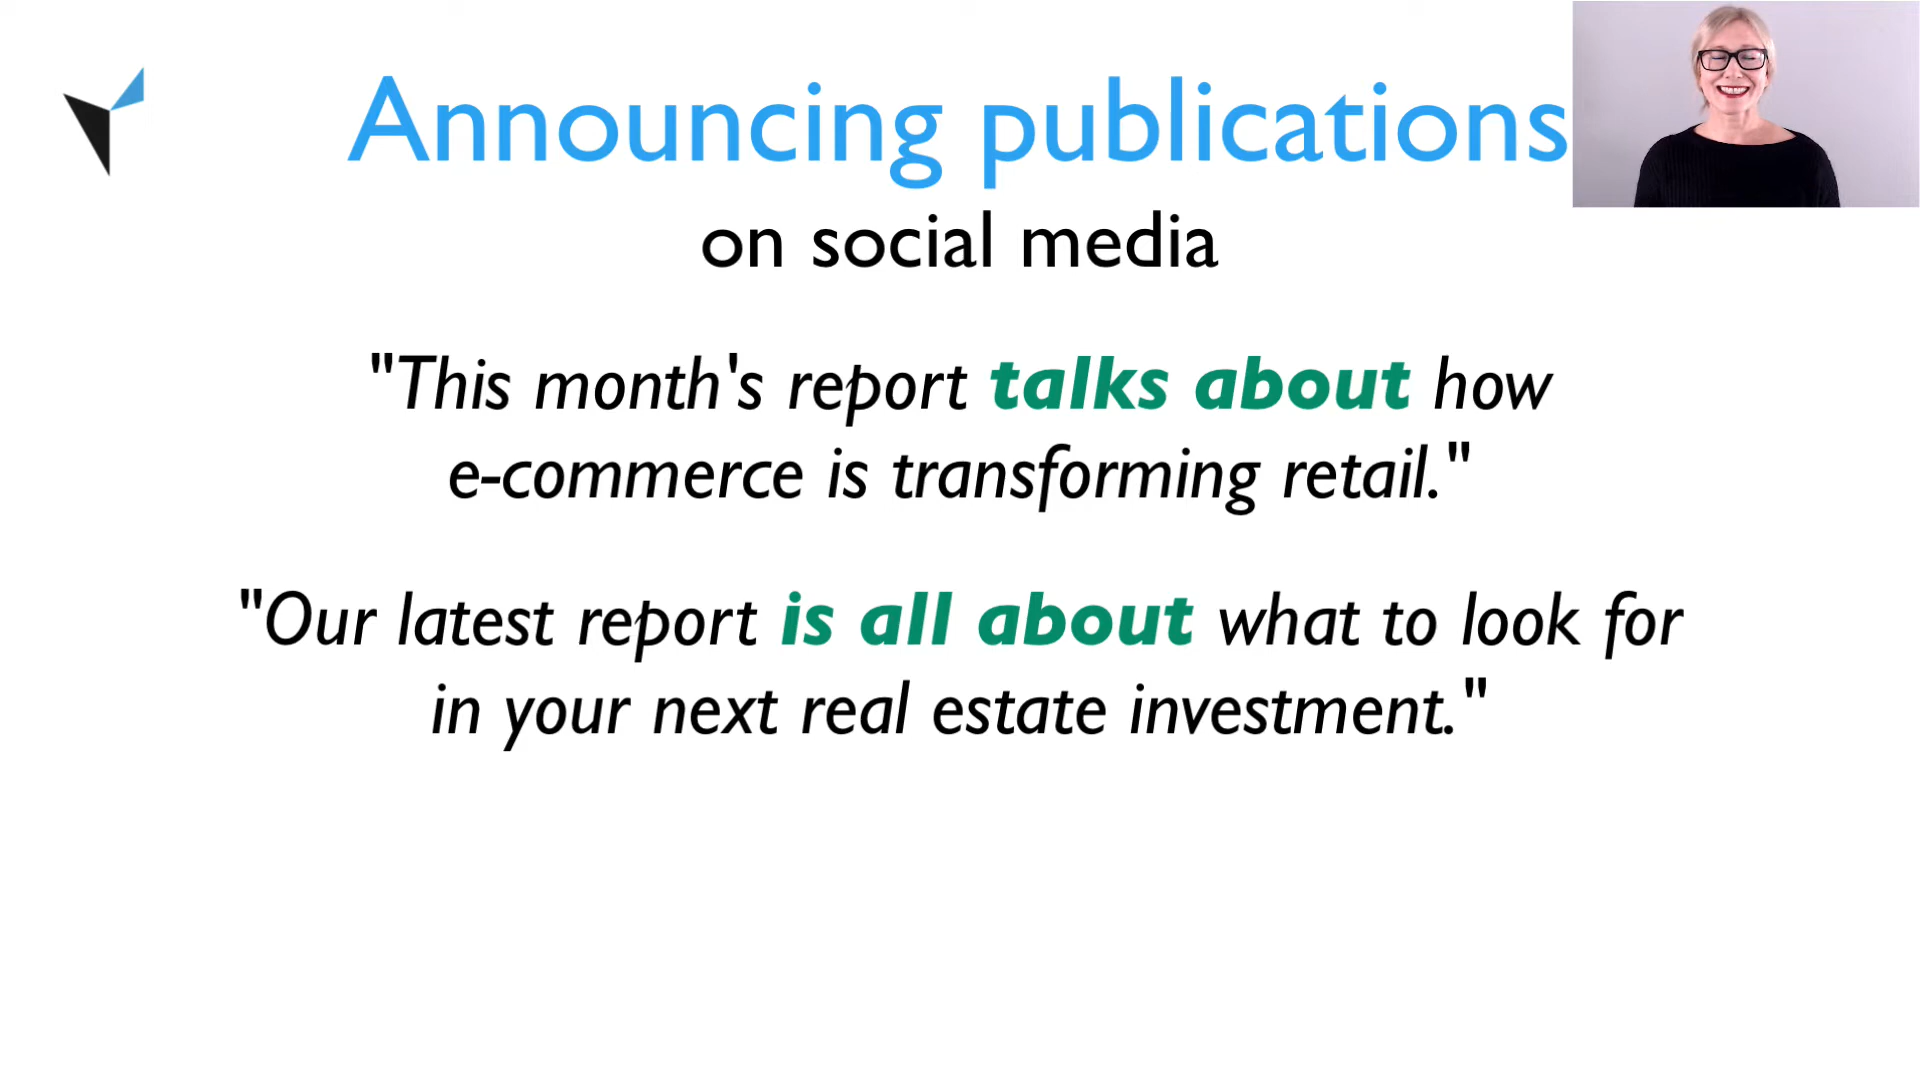 Announcing publications
on social media
"This month's report talks about how
e-commerce is transforming retail."
"Our latest report is all about what to look for
in your next real estate investment."